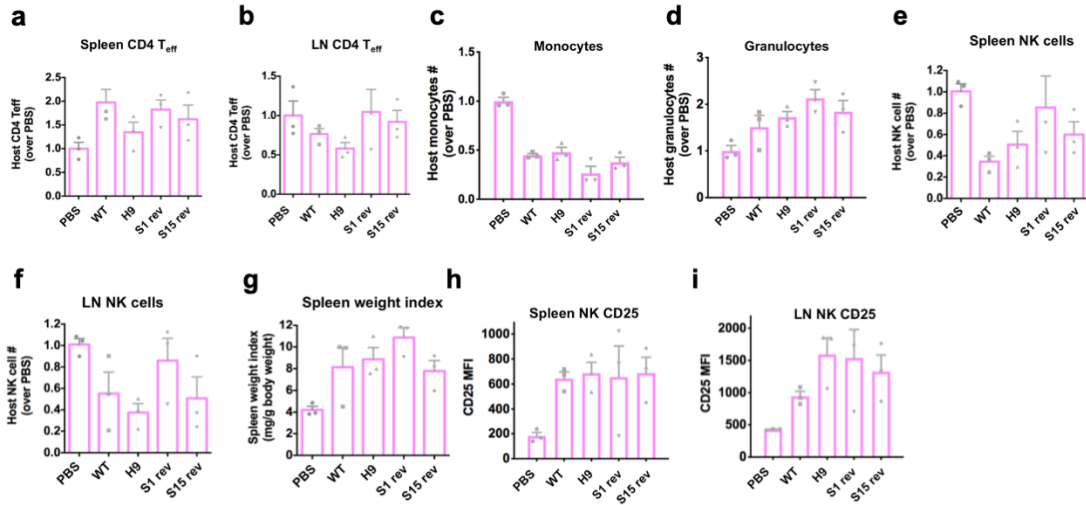 a
Spleen CD4 Teff
Host CD4 Teff
(over PBS)
2.5
2.0
1.5
1.0
0.5
0.0
PBS
WT
H9
S1 rev
S15 rev
b
LN CD4 Teff
Host CD4 Teff
(over PBS)
1.5
1.0
0.5
0.0
PBS
WT
H9
S1 rev
S15 rev
c
Monocytes
Host monocytes #
(over PBS)
1.5
1.0
0.5
0.0
PBS
WT
H9
S1 rev
S15 rev
d
Granulocytes
Host granulocytes #
(over PBS)
3
2
1
0
PBS
WT
H9
S1 rev
S15 rev
e
Spleen NK cells
Host NK cell #
(over PBS)
1.2
1.0
0.8
0.6
0.4
0.2
0.0
PBS
WT
H9
S1 rev
S15 rev
f
LN NK cells
Host NK cell #
(over PBS)
1.2
1.0
0.8
0.6
0.4
0.2
0.0
PBS
WT
H9
S1 rev
S15 rev
g
Spleen weight index
Spleen weight index
(mg/g body weight)
12
10
8
6
4
2
0
PBS
WT
H9
S1 rev
S15 rev
h
Spleen NK CD25
CD25 MFI
1000
800
600
400
200
0
PBS
WT
H9
S1 rev
S15 rev
i
LN NK CD25
CD25 MFI
2000
1500
1000
500
0
PBS
WT
H9
S1 rev
S15 rev